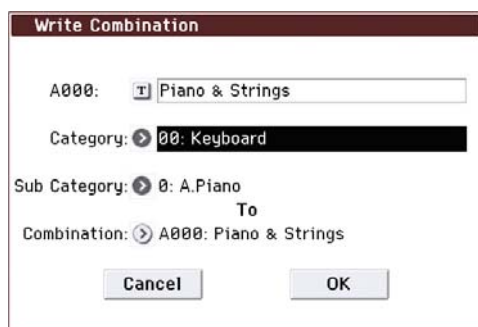 Write Combination
A000: T Piano & Strings
Category: 00: Keyboard
Sub Category: 0: A.Piano
To
Combination: A000: Piano & Strings
Cancel OK